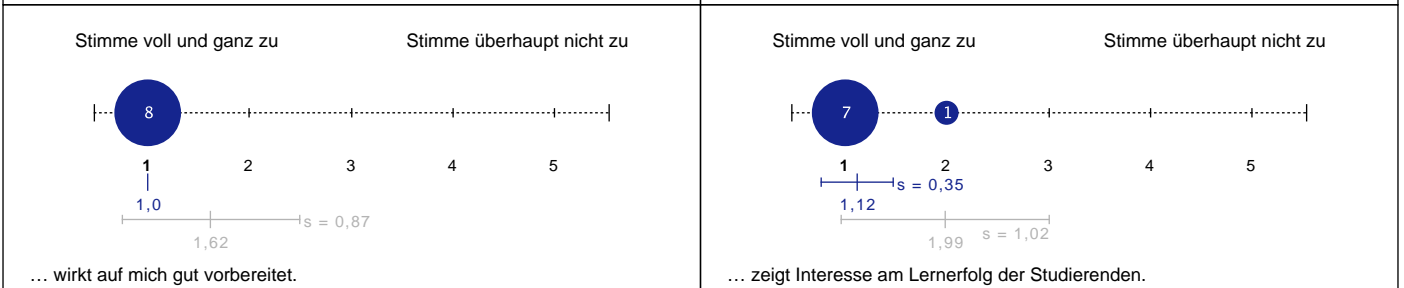 Stimme voll und ganz zu Stimme überhaupt nicht zu
8
1 2 3 4 5
1,0
s = 0,87
1,62
… wirkt auf mich gut vorbereitet.
Stimme voll und ganz zu Stimme überhaupt nicht zu
7 1
1 2 3 4 5
s = 0,35
1,12
s = 1,02
1,99
… zeigt Interesse am Lernerfolg der Studierenden.